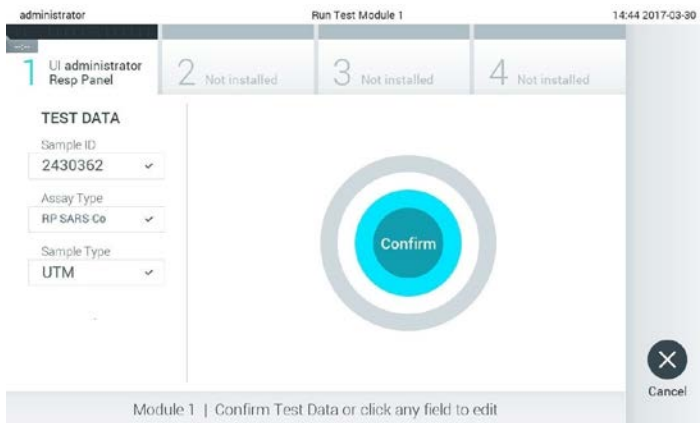 administrator Run Test Module 1 14:44 2017-03-30
--:--
1 UI administrator
Resp Panel
2 Not installed
3 Not installed
4 Not installed
TEST DATA
Sample ID
2430362
Assay Type
RP SARS Co
Sample Type
UTM
Confirm
Cancel
Module 1 | Confirm Test Data or click any field to edit